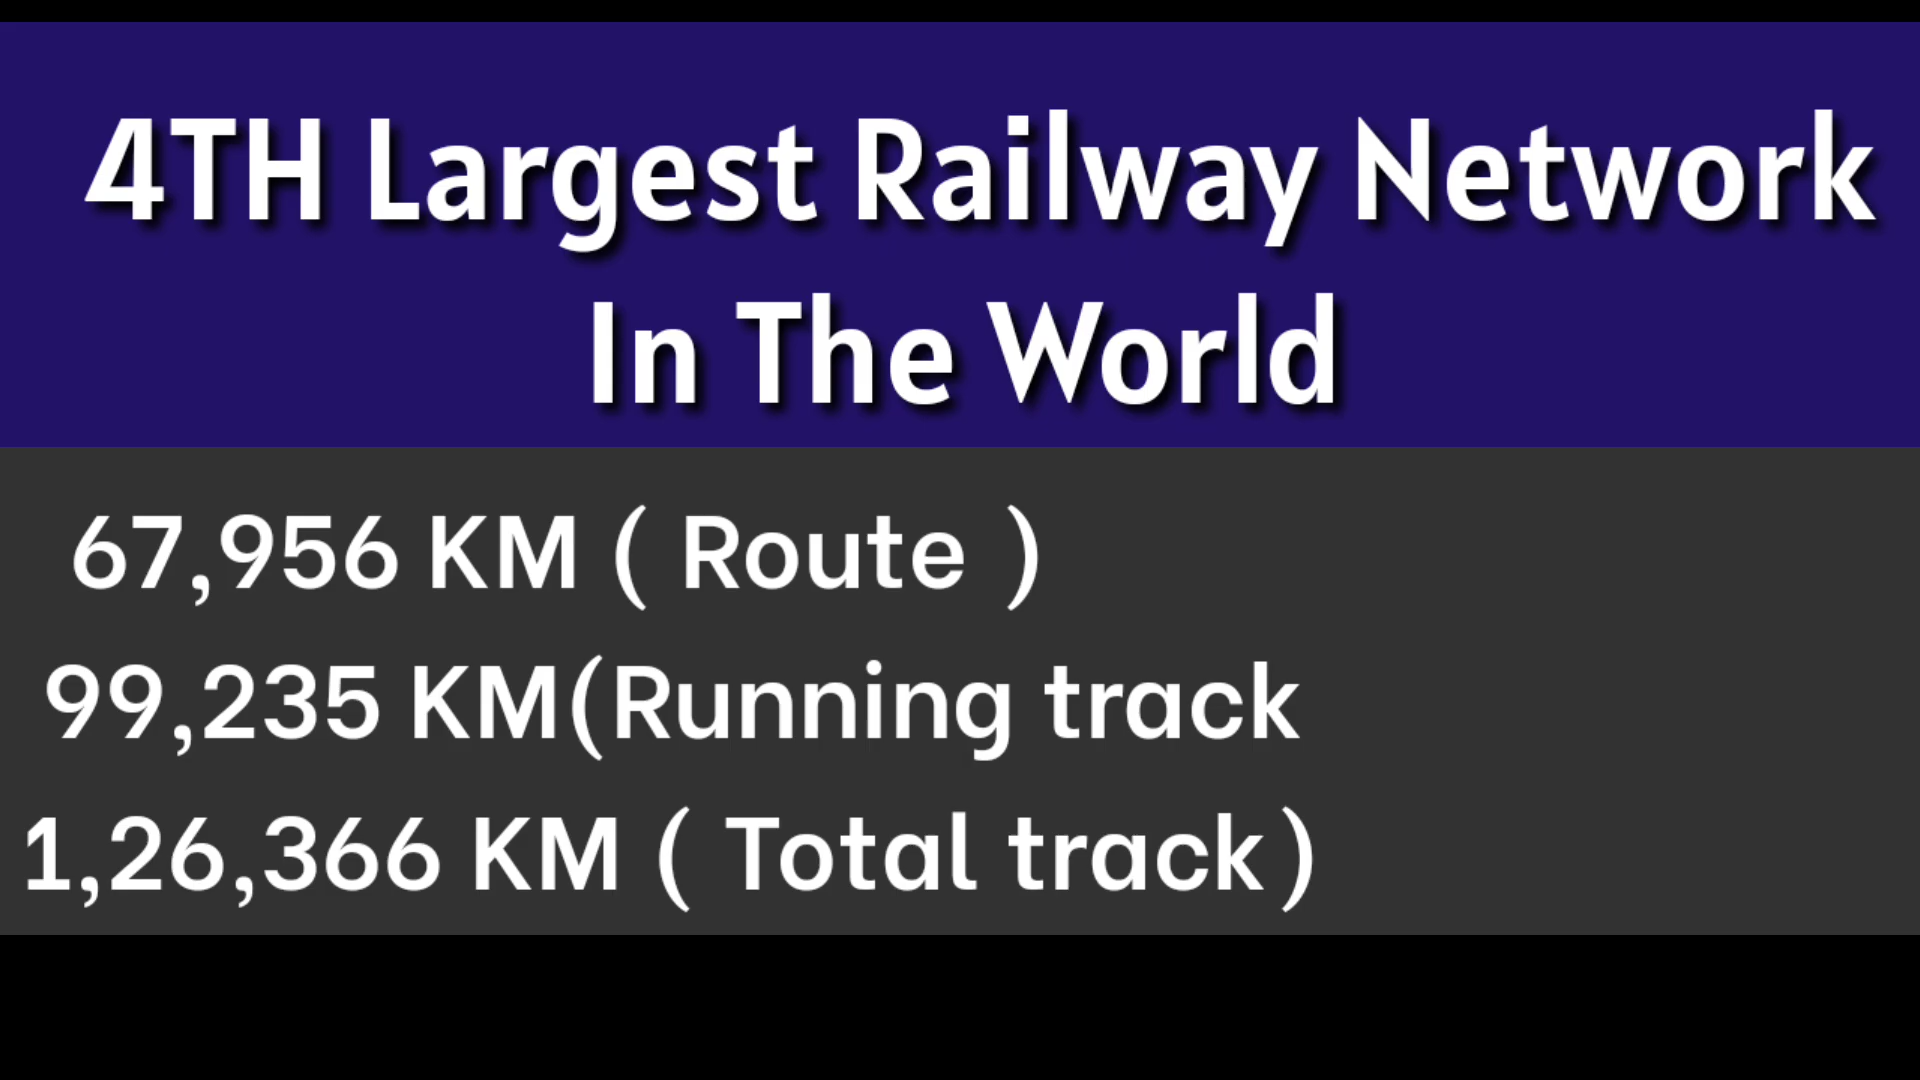 4TH Largest Railway Network
In The World
67,956 KM ( Route )
99,235 KM(Running track
1,26,366 KM ( Total track)